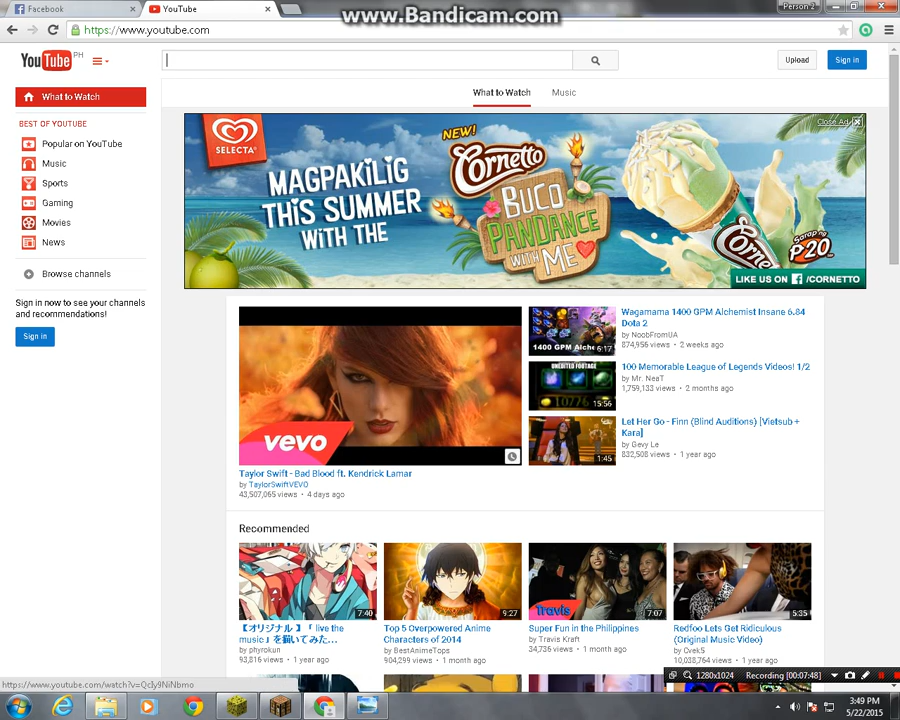 www.Bandicam.com
Facebook
YouTube
Person 2
https://www.youtube.com
YouTube PH
Upload
Sign in
What to Watch
Music
What to Watch
BEST OF YOUTUBE
Popular on YouTube
Music
Sports
Gaming
Movies
News
Browse channels
Sign in now to see your channels
and recommendations!
Sign in
Close Ad
SELECTA
MAGPAKILIG
THIS SUMMER
WITH THE
NEW!
Cornetto
BUCO
PANDANCE
WITH ME
Sarap ng
P20
LIKE US ON f /CORNETTO
vevo
Taylor Swift - Bad Blood ft. Kendrick Lamar
by TaylorSwiftVEVO
43,507,065 views • 4 days ago
6:17
Wagamama 1400 GPM Alchemist Insane 6.84
Dota 2
by NoobFromUA
874,956 views • 2 weeks ago
UNEDITED FOOTAGE
10776
15:56
100 Memorable League of Legends Videos! 1/2
by Mr. NeaT
1,759,133 views • 2 months ago
1:45
Let Her Go - Finn (Blind Auditions) [Vietsub +
Kara]
by Gevy Le
832,508 views • 1 year ago
Recommended
7:40
【オリジナル】「 live the
music 」を描いてみた...
by phyrokun
93,816 views • 1 year ago
9:27
Top 5 Overpowered Anime
Characters of 2014
by BestAnimeTops
904,299 views • 1 month ago
Travis
7:07
Super Fun in the Philippines
by Travis Kraft
34,736 views • 1 month ago
5:35
Redfoo Lets Get Ridiculous
(Original Music Video)
by CvekS
10,038,764 views • 1 year ago
https://www.youtube.com/watch?v=QcIy9NiNbmo
1280x1024
Recording [00:07:48]
3:49 PM
5/22/2015